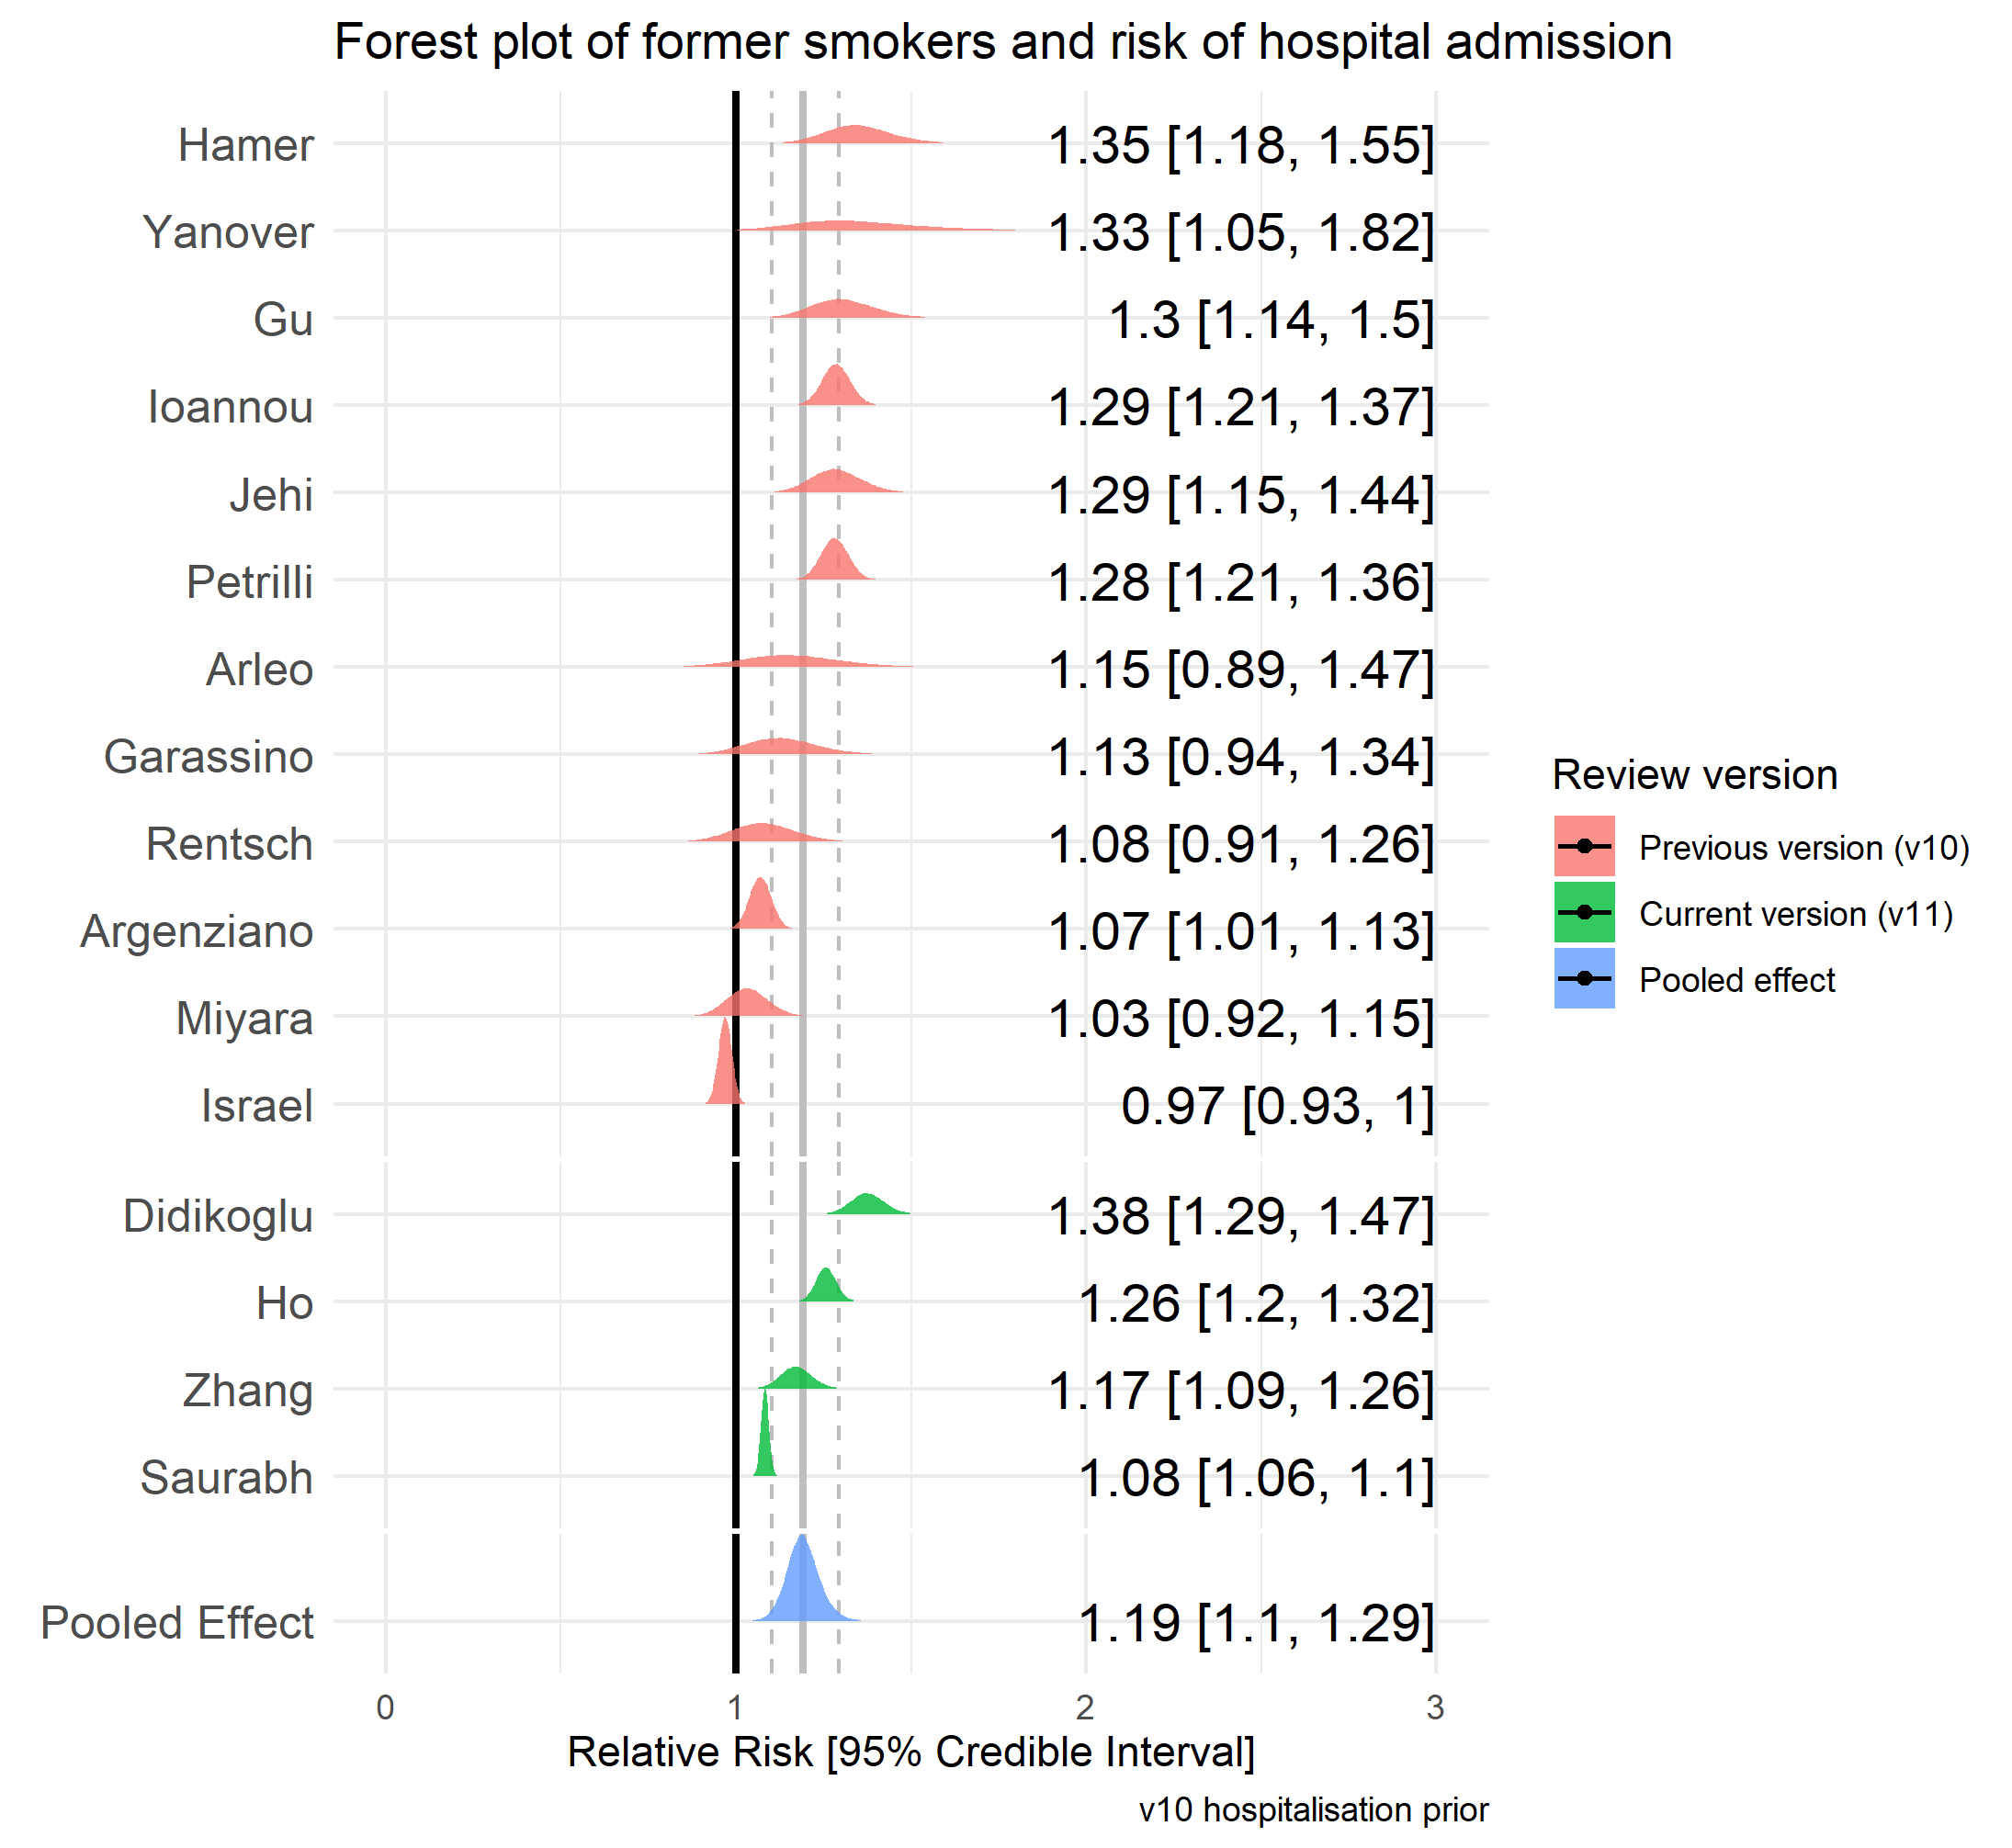 Forest plot of former smokers and risk of hospital admission
Hamer 1.35 [1.18, 1.55]
Yanover 1.33 [1.05, 1.82]
Gu 1.3 [1.14, 1.5]
Ioannou 1.29 [1.21, 1.37]
Jehi 1.29 [1.15, 1.44]
Petrilli 1.28 [1.21, 1.36]
Arleo 1.15 [0.89, 1.47]
Garassino 1.13 [0.94, 1.34]
Rentsch 1.08 [0.91, 1.26]
Argenziano 1.07 [1.01, 1.13]
Miyara 1.03 [0.92, 1.15]
Israel 0.97 [0.93, 1]
Didikoglu 1.38 [1.29, 1.47]
Ho 1.26 [1.2, 1.32]
Zhang 1.17 [1.09, 1.26]
Saurabh 1.08 [1.06, 1.1]
Pooled Effect 1.19 [1.1, 1.29]
0 1 2 3
Relative Risk [95% Credible Interval]
v10 hospitalisation prior
Review version
Previous version (v10)
Current version (v11)
Pooled effect